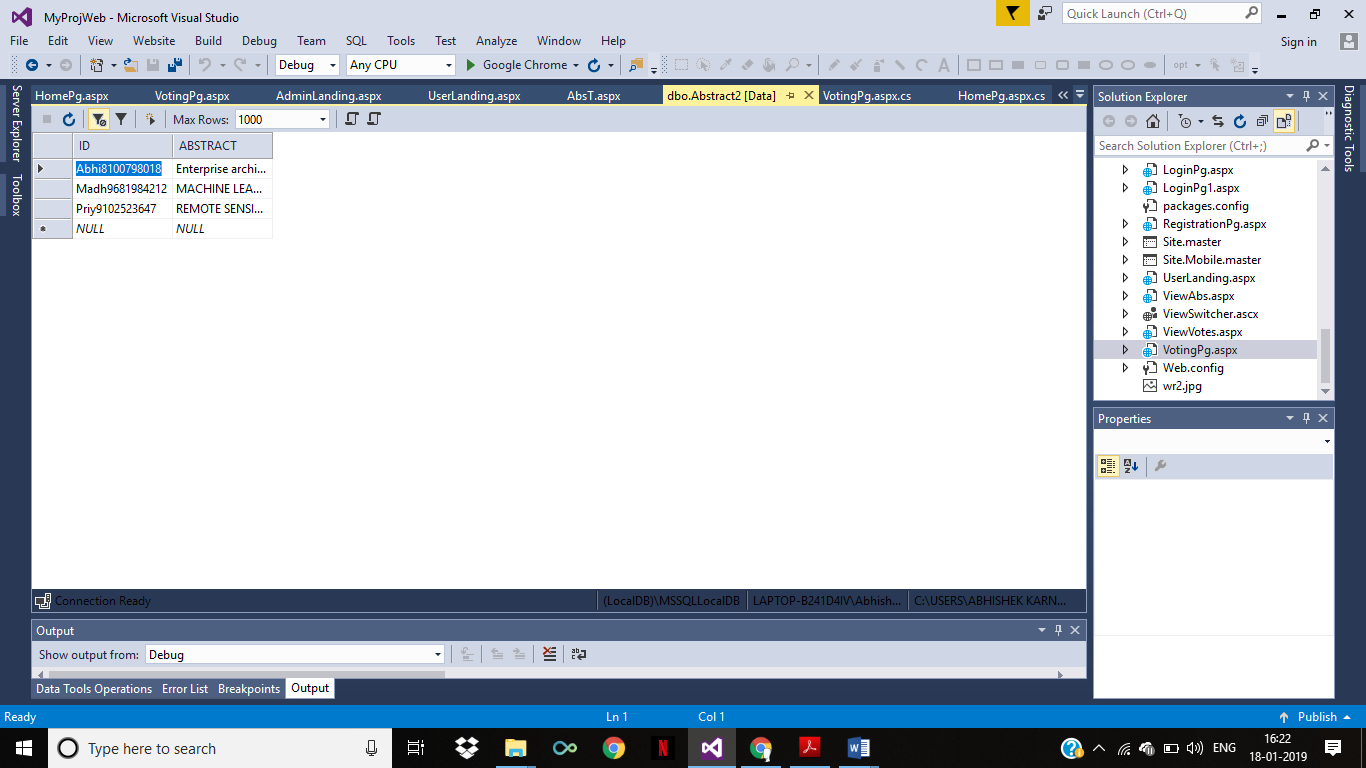 MyProjWeb - Microsoft Visual Studio
Quick Launch (Ctrl+Q)
File Edit View Website Build Debug Team SQL Tools Test Analyze Window Help
Sign in
Debug Any CPU Google Chrome opt
Server Explorer
Toolbox
HomePg.aspx VotingPg.aspx AdminLanding.aspx UserLanding.aspx AbsT.aspx dbo.Abstract2 [Data] VotingPg.aspx.cs HomePg.aspx.cs
Max Rows: 1000
ID ABSTRACT
Abhi8100798018 Enterprise archi...
Madh9681984212 MACHINE LEA...
Priy9102523647 REMOTE SENSI...
NULL NULL
Connection Ready (LocalDB)\MSSQLLocalDB LAPTOP-B241D4IV\Abhish... C:\USERS\ABHISHEK KARN...
Output
Show output from: Debug
Data Tools Operations Error List Breakpoints Output
Solution Explorer
Search Solution Explorer (Ctrl+;)
LoginPg.aspx
LoginPg1.aspx
packages.config
RegistrationPg.aspx
Site.master
Site.Mobile.master
UserLanding.aspx
ViewAbs.aspx
ViewSwitcher.ascx
ViewVotes.aspx
VotingPg.aspx
Web.config
wr2.jpg
Properties
Diagnostic Tools
Ready Ln 1 Col 1 Publish
Type here to search
ENG
16:22
18-01-2019